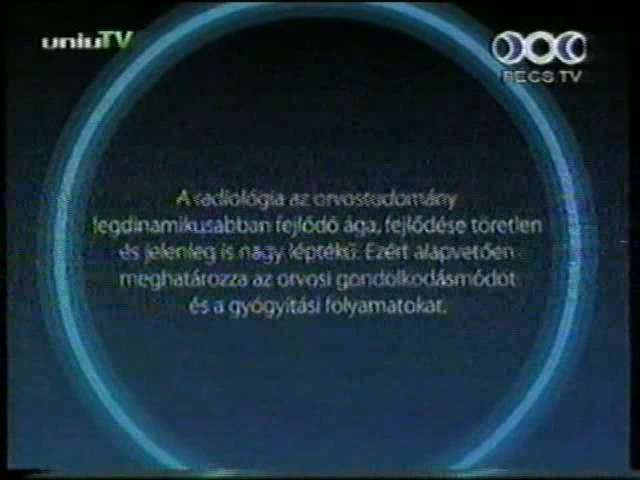 uniuTV
PECS TV
A radiológia az orvostudomány
legdinamikusabban fejlődő ága, fejlődése töretlen
és jelenleg is nagy léptékű. Ezért alapvetően
meghatározza az orvosi gondolkodásmódot
és a gyógyítási folyamatokat.